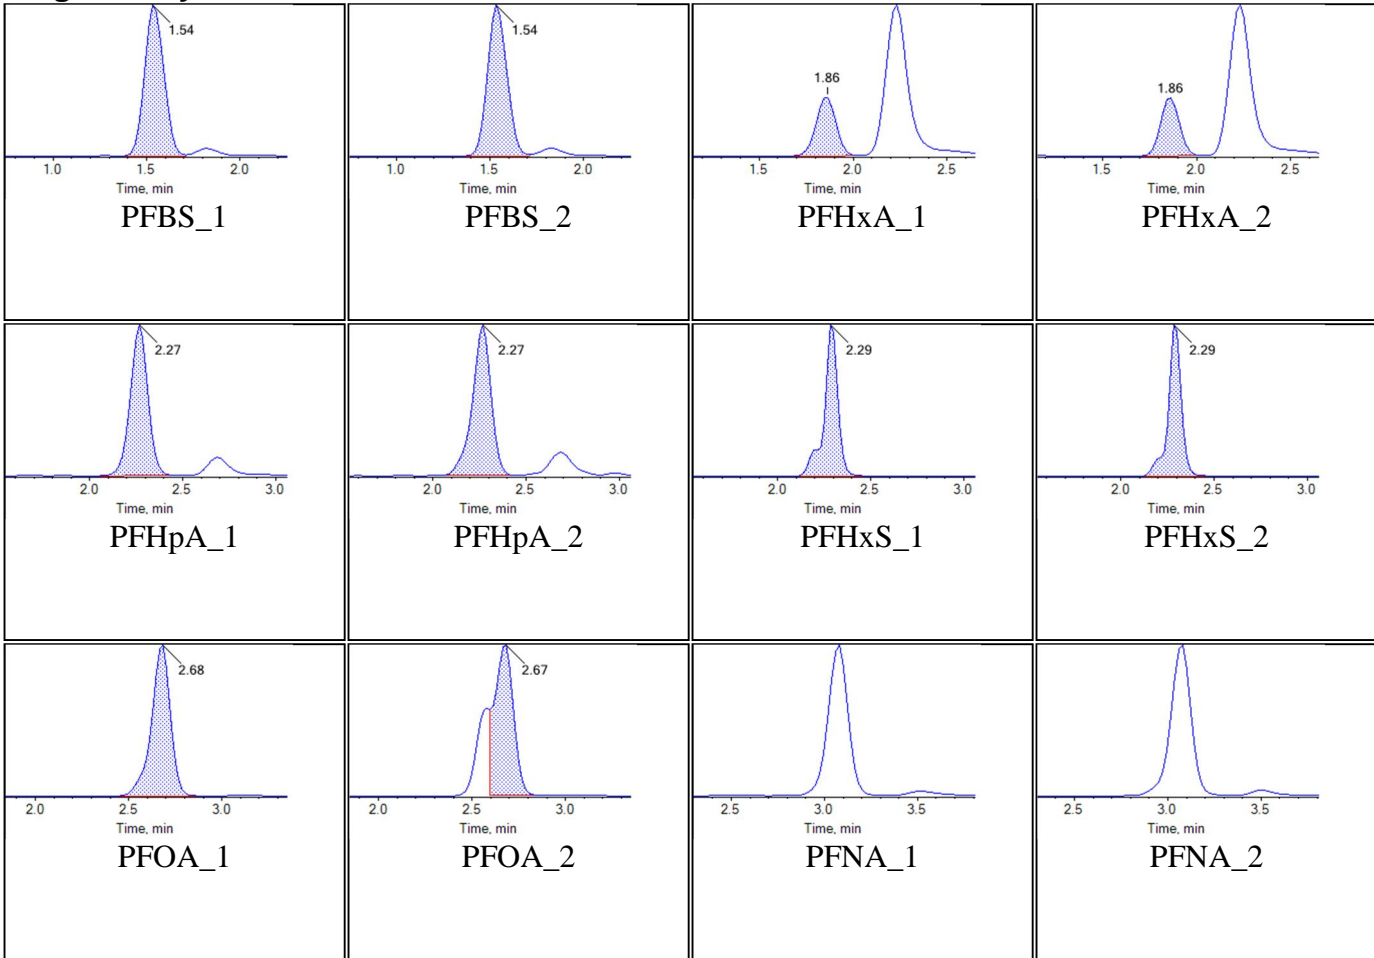 1.54 1.54 1.86 1.86
1.0 1.5 2.0 1.0 1.5 2.0 1.5 2.0 2.5 1.5 2.0 2.5
Time, min Time, min Time, min Time, min
PFBS_1 PFBS_2 PFHxA_1 PFHxA_2
2.27 2.27 2.29 2.29
2.0 2.5 3.0 2.0 2.5 3.0 2.0 2.5 3.0 2.0 2.5 3.0
Time, min Time, min Time, min Time, min
PFHpA_1 PFHpA_2 PFHxS_1 PFHxS_2
2.68 2.67
2.0 2.5 3.0 2.0 2.5 3.0 2.5 3.0 3.5 2.5 3.0 3.5
Time, min Time, min Time, min Time, min
PFOA_1 PFOA_2 PFNA_1 PFNA_2